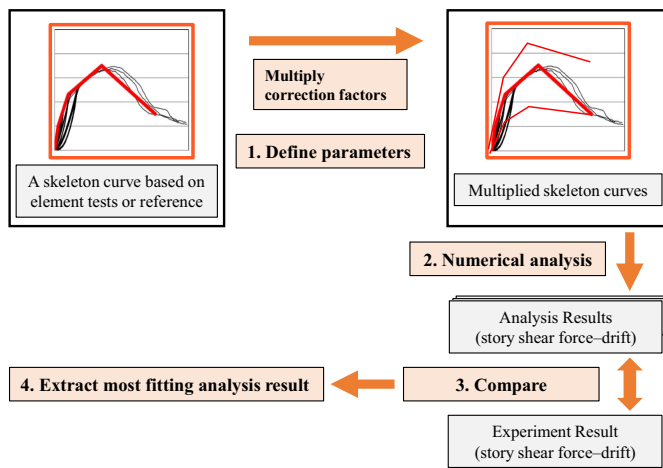 Multiply
correction factors
1. Define parameters
A skeleton curve based on
element tests or reference
Multiplied skeleton curves
2. Numerical analysis
Analysis Results
(story shear force–drift)
4. Extract most fitting analysis result
3. Compare
Experiment Result
(story shear force–drift)